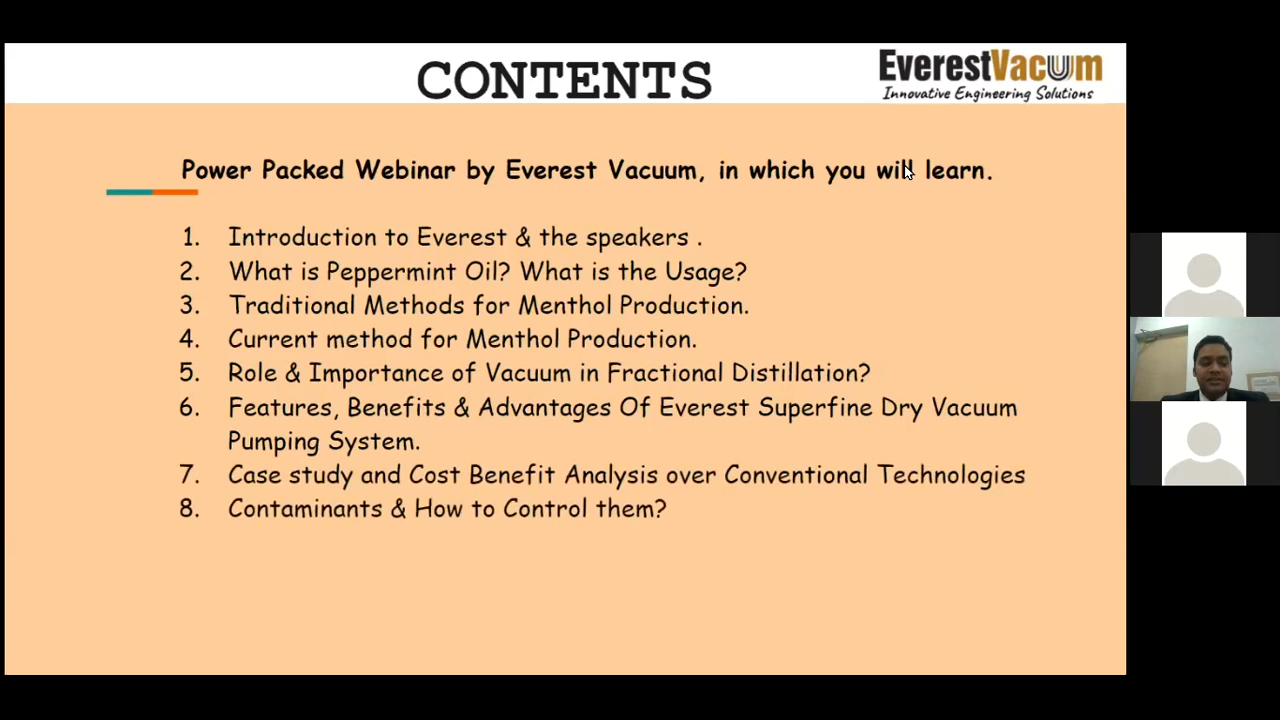 CONTENTS
EverestVacuum
Innovative Engineering Solutions
Power Packed Webinar by Everest Vacuum, in which you will learn.
1. Introduction to Everest & the speakers .
2. What is Peppermint Oil? What is the Usage?
3. Traditional Methods for Menthol Production.
4. Current method for Menthol Production.
5. Role & Importance of Vacuum in Fractional Distillation?
6. Features, Benefits & Advantages Of Everest Superfine Dry Vacuum
Pumping System.
7. Case study and Cost Benefit Analysis over Conventional Technologies
8. Contaminants & How to Control them?